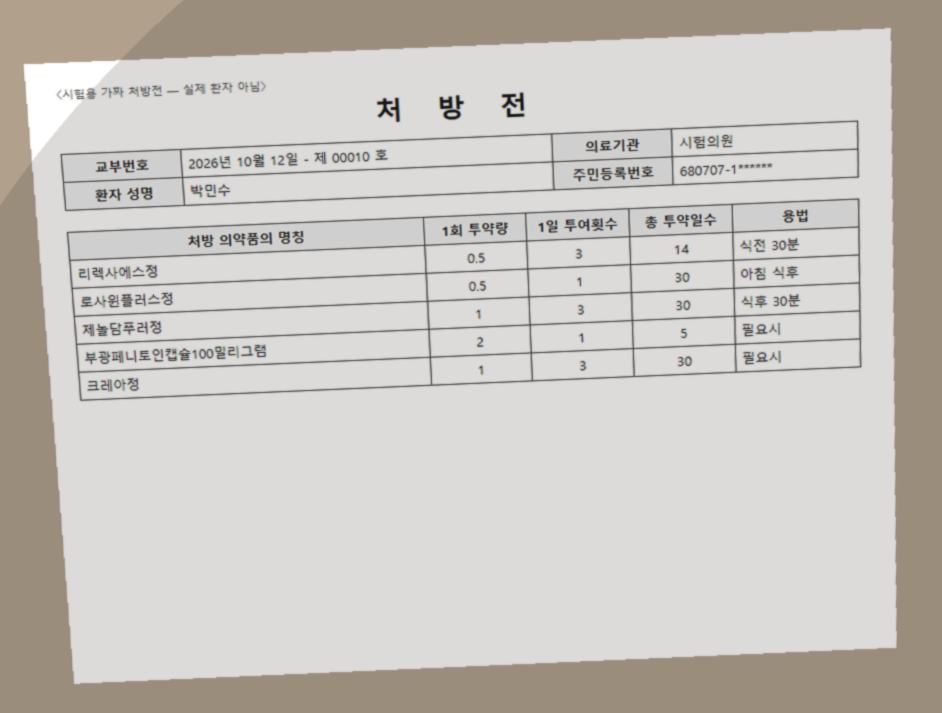 <시험용 가짜 처방전 — 실제 환자 아님>
처 방 전
교부번호 2026년 10월 12일 - 제 00010 호 의료기관 시험의원
환자 성명 박민수 주민등록번호 680707-1******
처방 의약품의 명칭 1회 투약량 1일 투여횟수 총 투약일수 용법
리렉사에스정 0.5 3 14 식전 30분
로사윈플러스정 0.5 1 30 아침 식후
제놀담푸러정 1 3 30 식후 30분
부광페니토인캡슐100밀리그램 2 1 5 필요시
크레아정 1 3 30 필요시